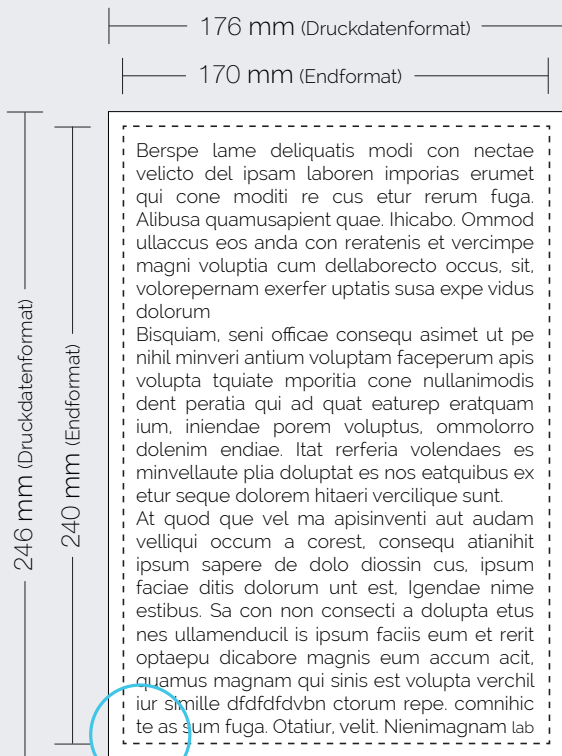 176 mm (Druckdatenformat)
170 mm (Endformat)
246 mm (Druckdatenformat)
240 mm (Endformat)
Berspe lame deliquatis modi con nectae
velicto del ipsam laboren imporias erumet
qui cone moditi re cus etur rerum fuga.
Alibusa quamusapient quae. Ihicabo. Ommod
ullaccus eos anda con reratenis et vercimpe
magni voluptia cum dellaborecto occus, sit,
volorepernam exerfer uptatis susa expe vidus
dolorum
Bisquiam, seni officae consequ asimet ut pe
nihil minveri antium voluptam faceperum apis
volupta tquiate mporitia cone nullanimodis
dent peratia qui ad quat eaturep eratquam
ium, iniendae porem voluptus, ommolorro
dolenim endiae. Itat rerferia volendaes es
minvellaute plia doluptat es nos eatquibus ex
etur seque dolorem hitaeri vercilique sunt.
At quod que vel ma apisinventi aut audam
velliqui occum a corest, consequ atianihit
ipsum sapere de dolo diossin cus, ipsum
faciae ditis dolorum unt est, Igendae nime
estibus. Sa con non consecti a dolupta etus
nes ullamenducil is ipsum faciis eum et rerit
optaepu dicabore magnis eum accum acit,
quamus magnam qui sinis est volupta verchil
iur simille dfdfdfdvbn ctorum repe. comnihic
te as sum fuga. Otatiur, velit. Nienimagnam lab